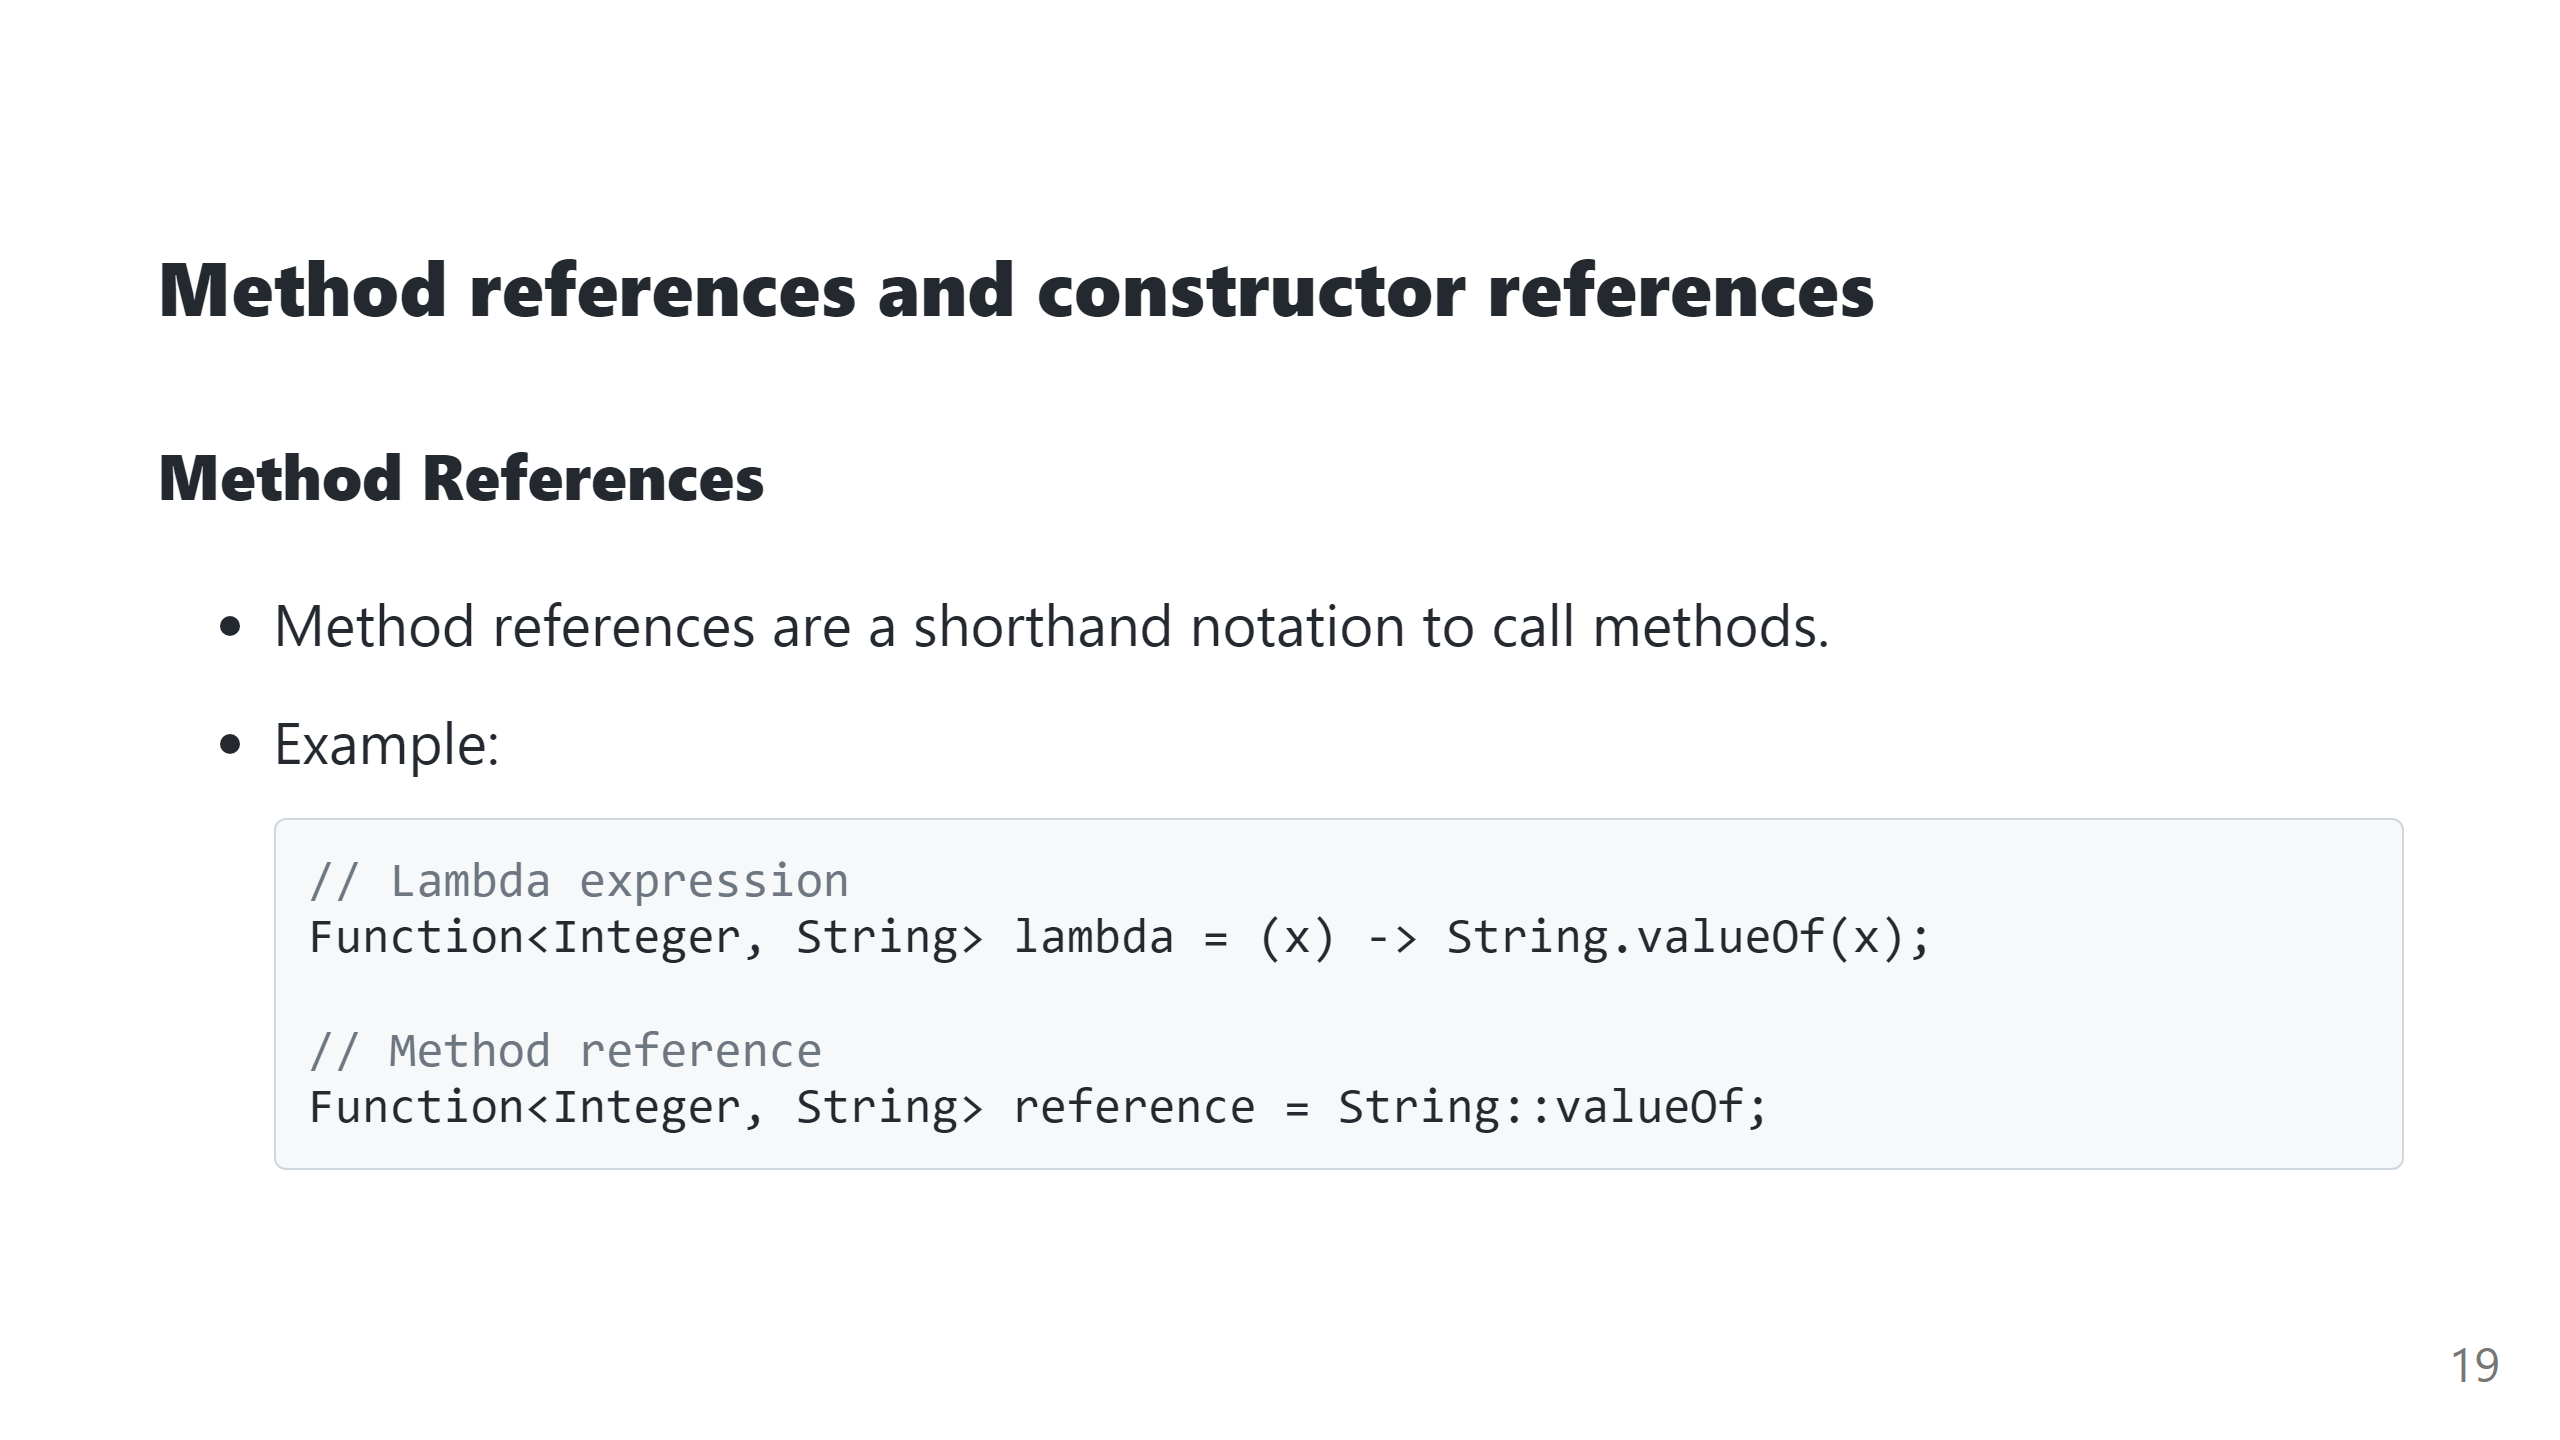 Method references and constructor references
Method References
• Method references are a shorthand notation to call methods.
• Example:
// Lambda expression
Function<Integer, String> lambda = (x) -> String.valueOf(x);
// Method reference
Function<Integer, String> reference = String::valueOf;
19